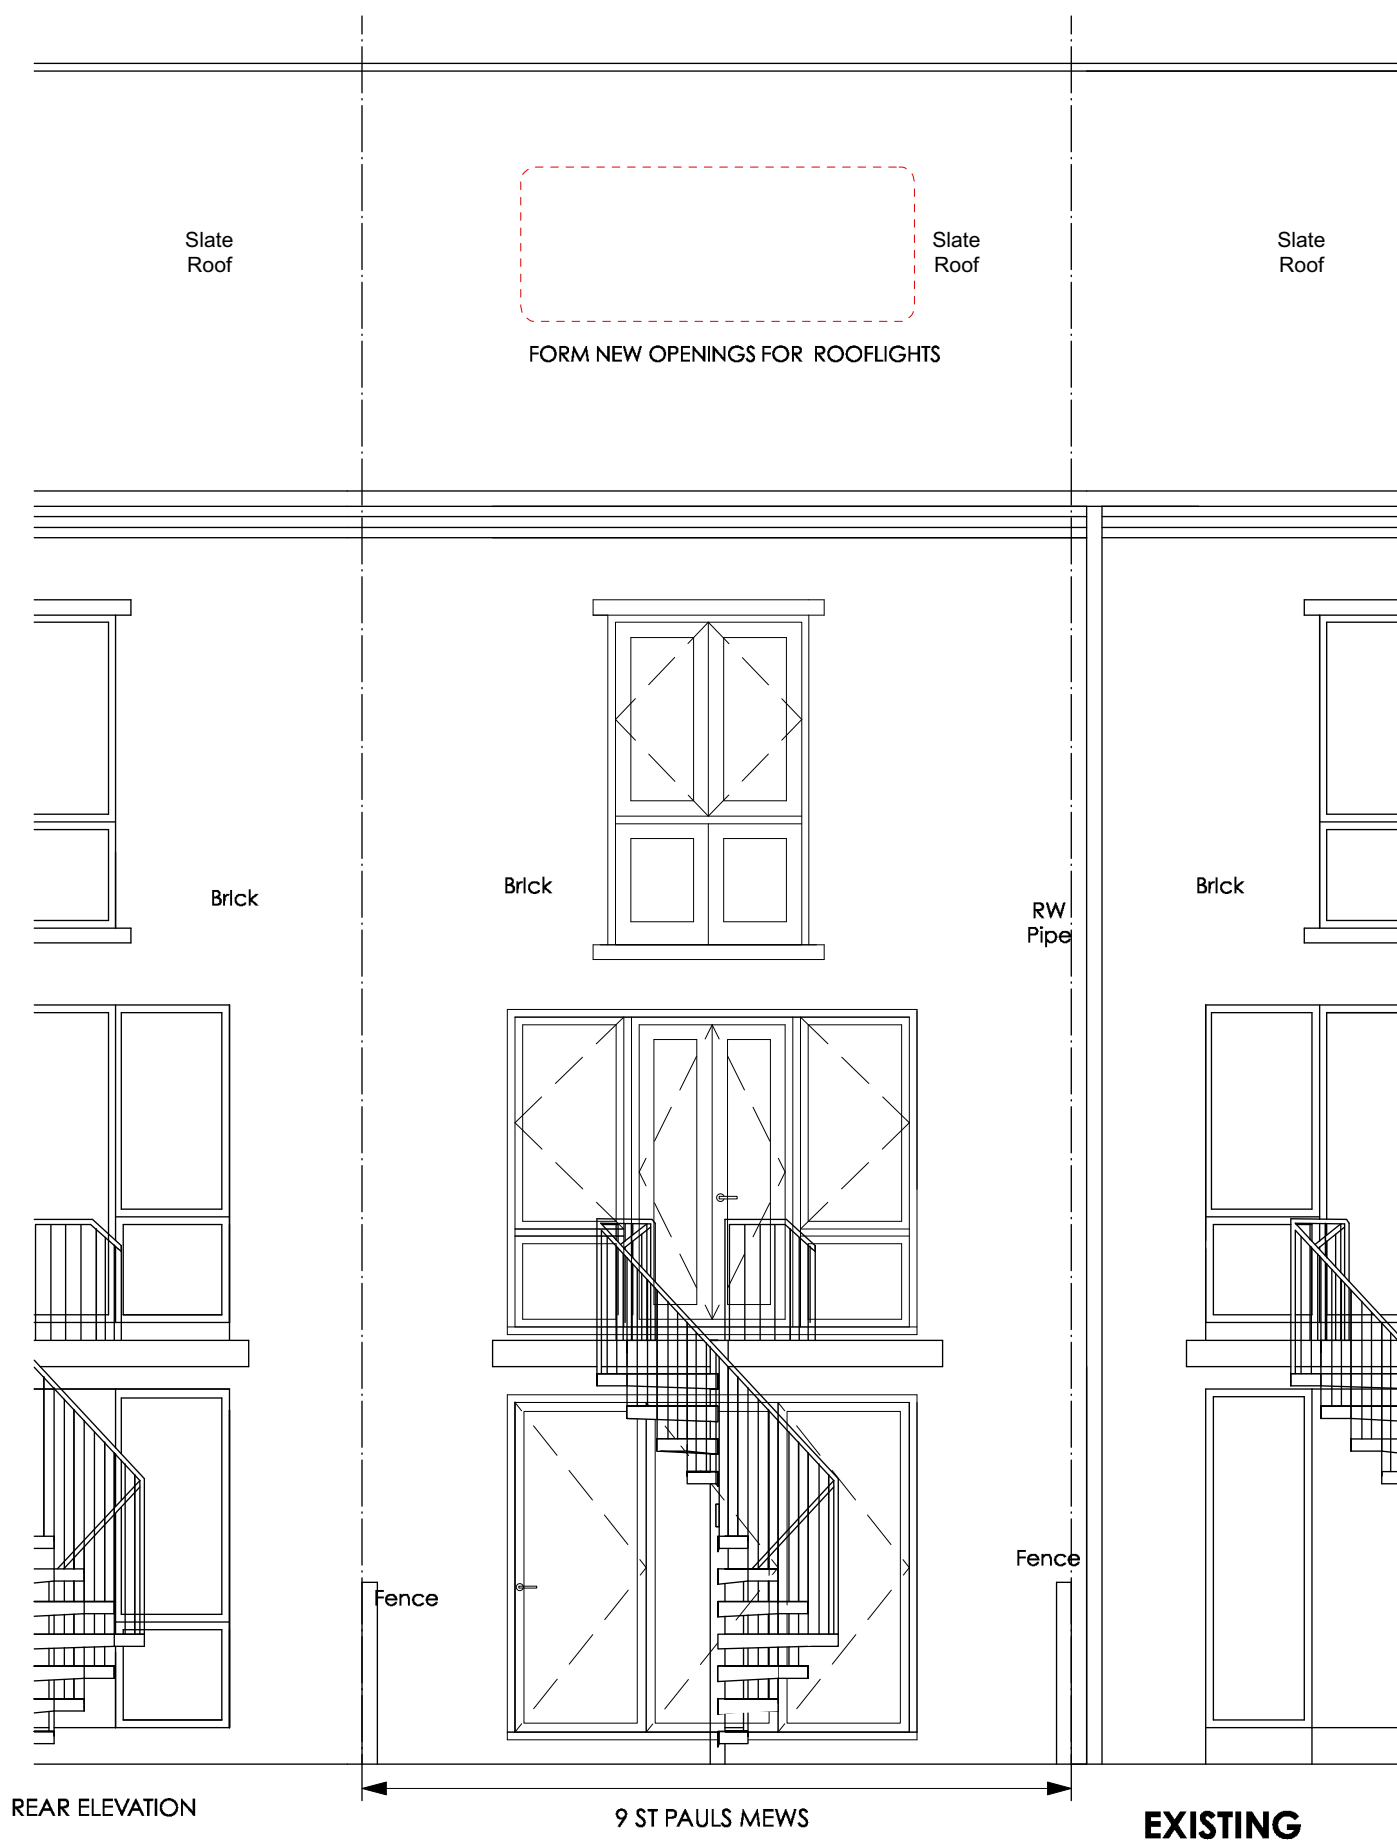 Slate
Roof
Slate
Roof
Slate
Roof
FORM NEW OPENINGS FOR ROOFLIGHTS
Brick
Brick
Brick
RW
Pipe
Fence
Fence
REAR ELEVATION
9 ST PAULS MEWS
EXISTING